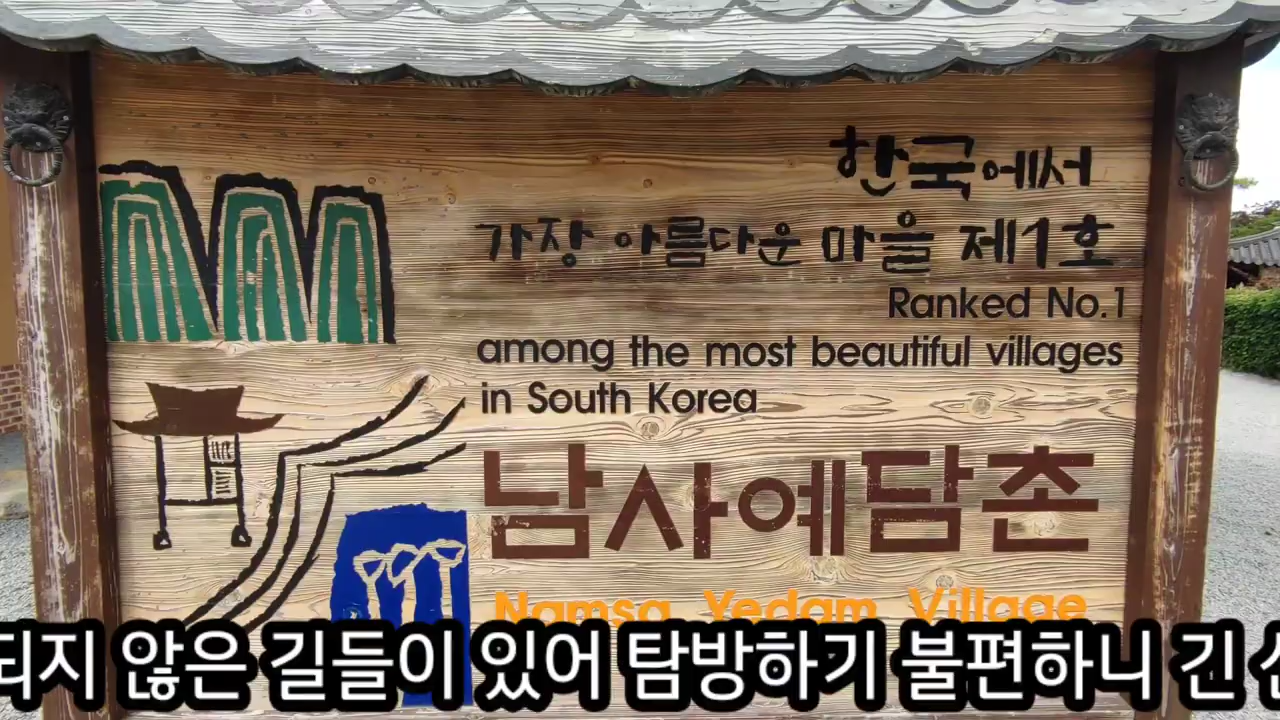 한국에서
가장 아름다운 마을 제1호
Ranked No.1
among the most beautiful villages
in South Korea
남사예담촌
Namsa Yedam Village
되지 않은 길들이 있어 탐방하기 불편하니 긴